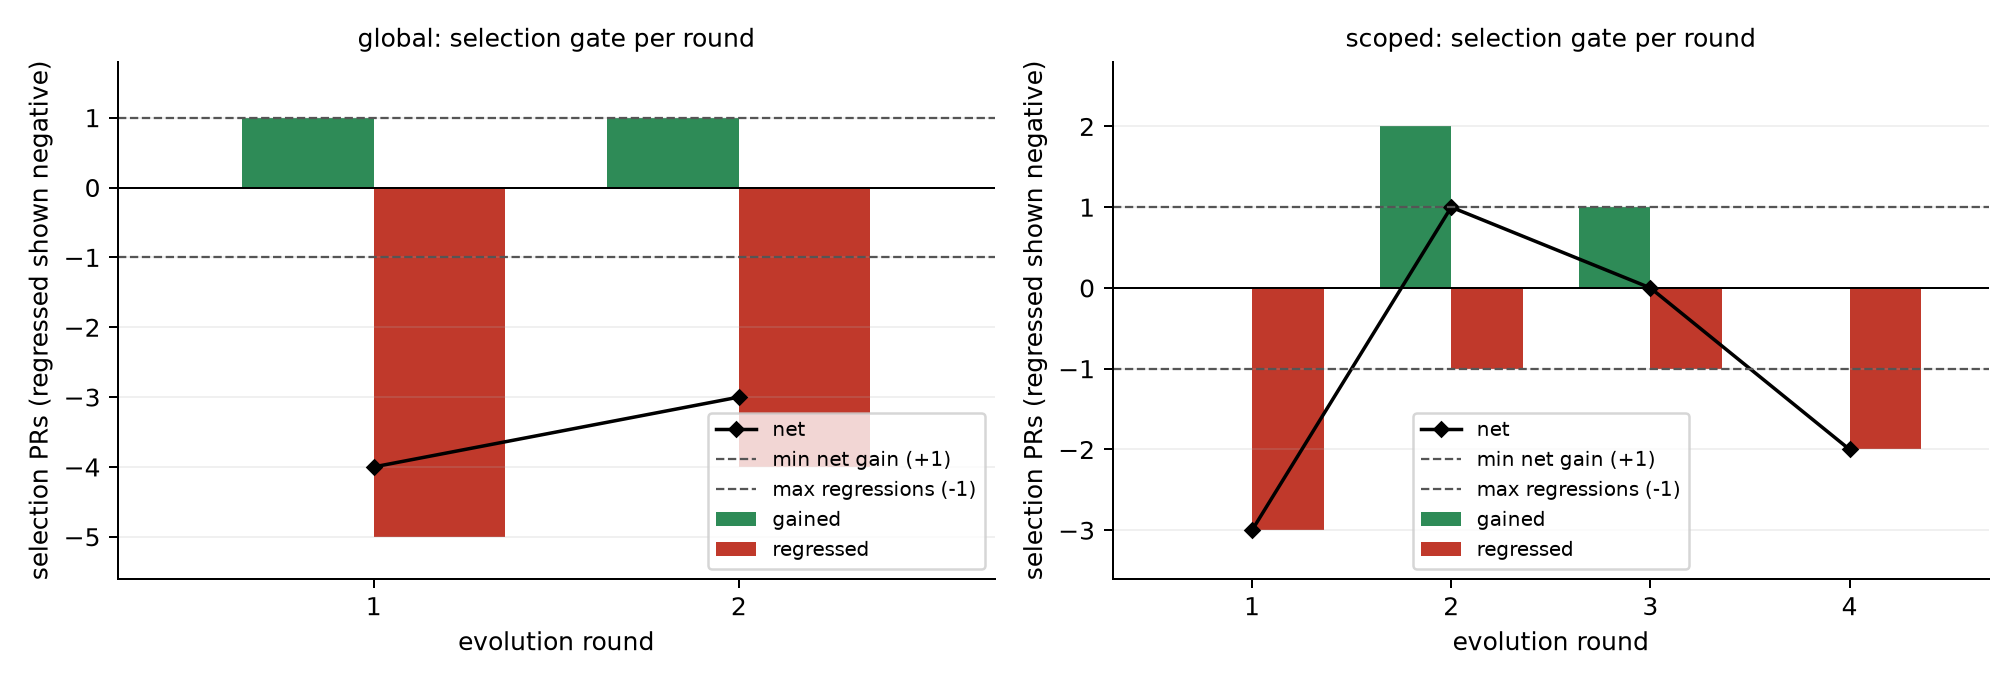 global: selection gate per round
selection PRs (regressed shown negative)
1
0
−1
−2
−3
−4
−5
net
min net gain (+1)
max regressions (-1)
gained
regressed
1
2
evolution round
scoped: selection gate per round
selection PRs (regressed shown negative)
2
1
0
−1
−2
−3
net
min net gain (+1)
max regressions (-1)
gained
regressed
1
2
3
4
evolution round